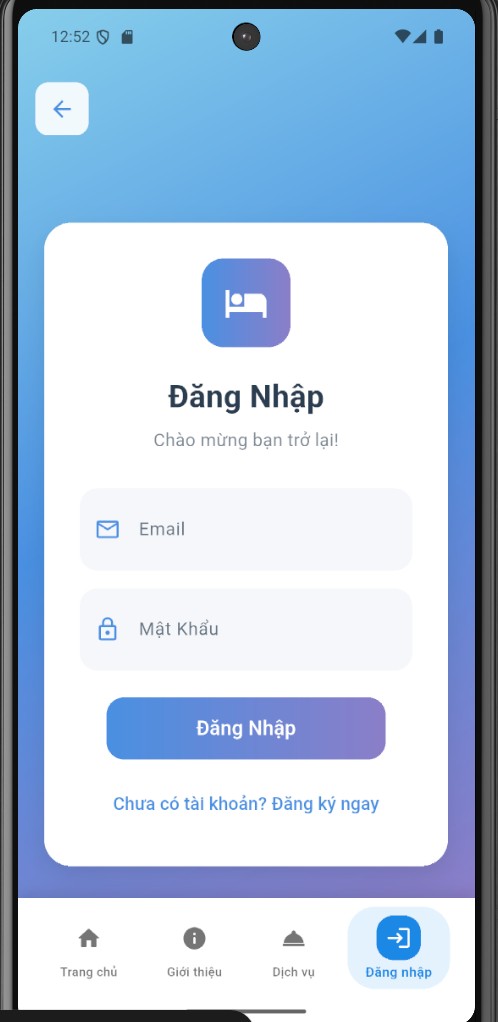 12:52
Đăng Nhập
Chào mừng bạn trở lại!
Email
Mật Khẩu
Đăng Nhập
Chưa có tài khoản? Đăng ký ngay
Trang chủ
Giới thiệu
Dịch vụ
Đăng nhập